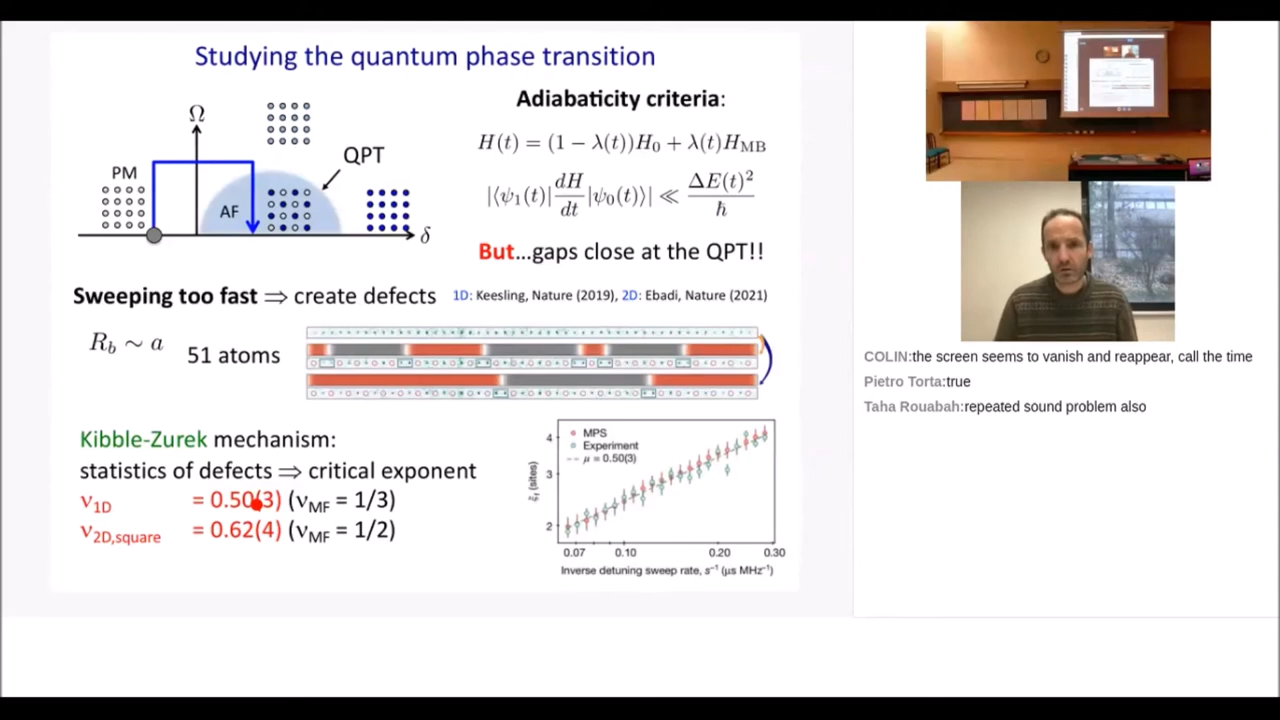 Studying the quantum phase transition
Ω
PM
QPT
AF
δ
Adiabaticity criteria:
H(t) = (1 − λ(t))H₀ + λ(t)H_MB
|⟨ψ₁(t)|dH/dt|ψ₀(t)⟩| ≪ ΔE(t)²/ħ
But...gaps close at the QPT!!
Sweeping too fast ⇒ create defects
1D: Keesling, Nature (2019), 2D: Ebadi, Nature (2021)
R_b ∼ a
51 atoms
Kibble-Zurek mechanism:
statistics of defects ⇒ critical exponent
ν_1D = 0.50(3) (ν_MF = 1/3)
ν_2D,square = 0.62(4) (ν_MF = 1/2)
MPS
Experiment
μ = 0.50(3)
4
3
2
ξ_f (sites)
0.07 0.10 0.20 0.30
Inverse detuning sweep rate, s⁻¹ (μs MHz⁻¹)
COLIN:the screen seems to vanish and reappear, call the time
Pietro Torta:true
Taha Rouabah:repeated sound problem also